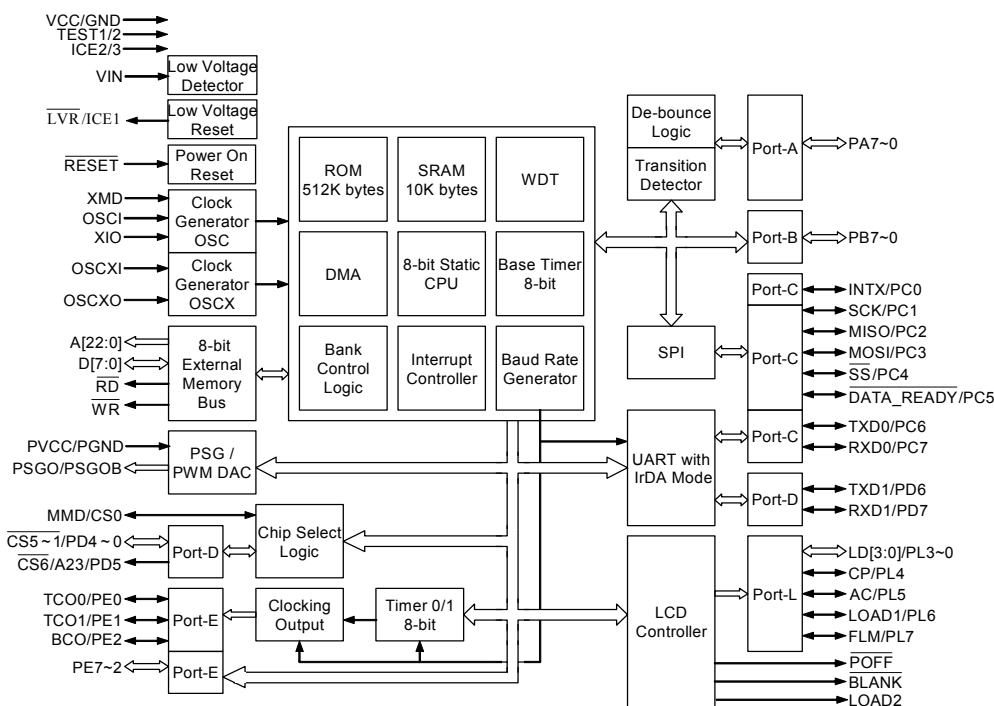 VCC/GND
TEST1/2
ICE2/3
VIN
Low Voltage
Detector
LVR/ICE1
Low Voltage
Reset
RESET
Power On
Reset
XMD
OSCI
XIO
Clock
Generator
OSC
OSCXI
OSCXO
Clock
Generator
OSCX
A[22:0]
D[7:0]
RD
WR
8-bit
External
Memory
Bus
PVCC/PGND
PSGO/PSGOB
PSG /
PWM DAC
MMD/CS0
CS5~1/PD4~0
CS6/A23/PD5
Port-D
Chip Select
Logic
TCO0/PE0
TCO1/PE1
BCO/PE2
PE7~2
Port-E
Port-E
Clocking
Output
Timer 0/1
8-bit
ROM
512K bytes
SRAM
10K bytes
WDT
DMA
8-bit Static
CPU
Base Timer
8-bit
Bank
Control
Logic
Interrupt
Controller
Baud Rate
Generator
De-bounce
Logic
Transition
Detector
Port-A
PA7~0
Port-B
PB7~0
SPI
Port-C
INTX/PC0
Port-C
SCK/PC1
MISO/PC2
MOSI/PC3
SS/PC4
DATA_READY/PC5
UART with
IrDA Mode
Port-C
TXD0/PC6
RXD0/PC7
Port-D
TXD1/PD6
RXD1/PD7
LCD
Controller
Port-L
LD[3:0]/PL3~0
CP/PL4
AC/PL5
LOAD1/PL6
FLM/PL7
POFF
BLANK
LOAD2